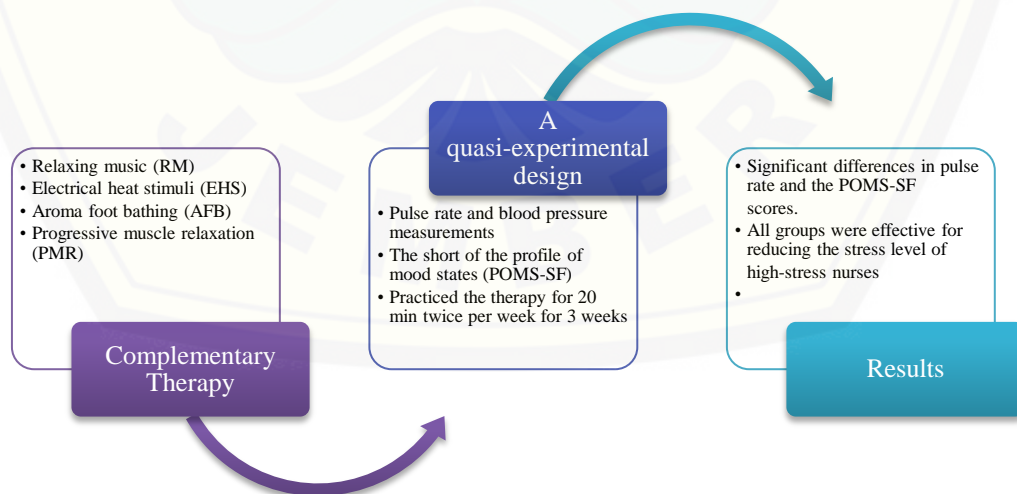 • Relaxing music (RM)
• Electrical heat stimuli (EHS)
• Aroma foot bathing (AFB)
• Progressive muscle relaxation
(PMR)
Complementary
Therapy
A
quasi-experimental
design
• Pulse rate and blood pressure
measurements
• The short of the profile of
mood states (POMS-SF)
• Practiced the therapy for 20
min twice per week for 3 weeks
• Significant differences in pulse
rate and the POMS-SF
scores.
• All groups were effective for
reducing the stress level of
high-stress nurses
•
Results